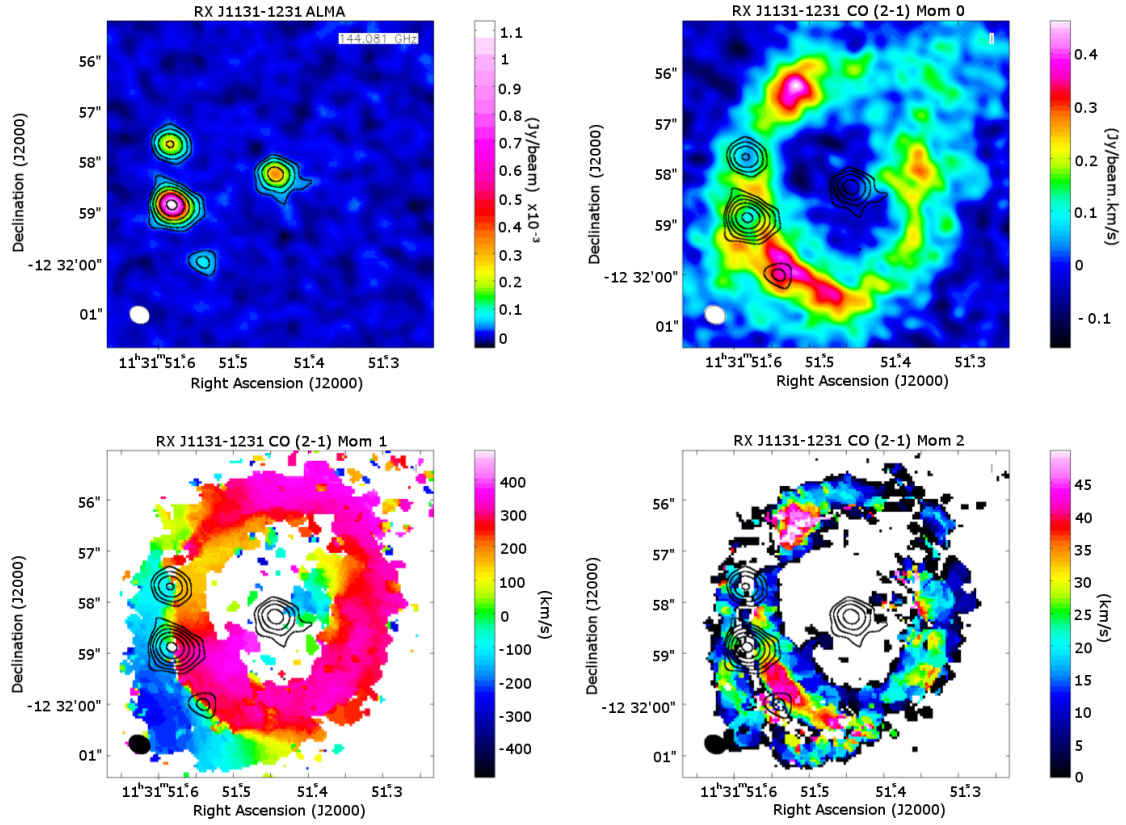 RX J1131-1231 ALMA
144.081 GHz
56"
57"
58"
59"
-12 32'00"
01"
Declination (J2000)
11ʰ31ᵐ51ˢ.6
51ˢ.5
51ˢ.4
51ˢ.3
Right Ascension (J2000)
1.1
1
0.9
0.8
0.7
0.6
0.5
0.4
0.3
0.2
0.1
0
(Jy/beam) x10⁻³
RX J1131-1231 CO (2-1) Mom 0
56"
57"
58"
59"
-12 32'00"
01"
Declination (J2000)
11ʰ31ᵐ51ˢ.6
51ˢ.5
51ˢ.4
51ˢ.3
Right Ascension (J2000)
0.4
0.3
0.2
0.1
0
- 0.1
(Jy/beam.km/s)
RX J1131-1231 CO (2-1) Mom 1
56"
57"
58"
59"
-12 32'00"
01"
Declination (J2000)
11ʰ31ᵐ51ˢ.6
51ˢ.5
51ˢ.4
51ˢ.3
Right Ascension (J2000)
400
300
200
100
0
-100
-200
-300
-400
(km/s)
RX J1131-1231 CO (2-1) Mom 2
56"
57"
58"
59"
-12 32'00"
01"
Declination (J2000)
11ʰ31ᵐ51ˢ.6
51ˢ.5
51ˢ.4
51ˢ.3
Right Ascension (J2000)
45
40
35
30
25
20
15
10
5
0
(km/s)